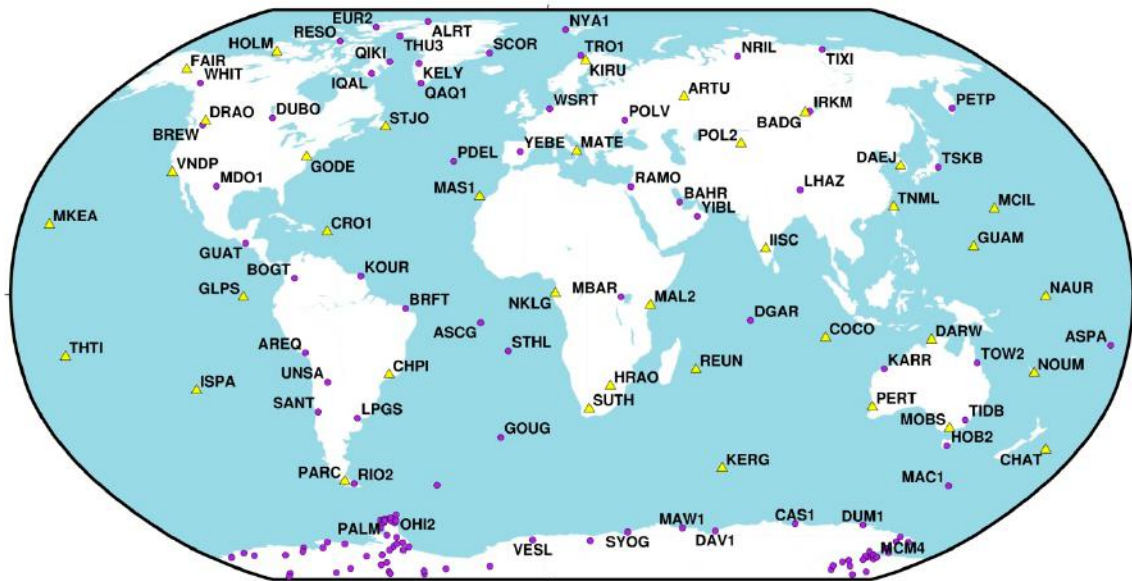 EUR2
ALRT
NYA1
RESO
HOLM
THU3
SCOR
TRO1
NRIL
TIXI
QIKI
FAIR
WHIT
IQAL
KELY
KIRU
QAQ1
ARTU
WSRT
POLV
IRKM
PETP
DRAO
DUBO
BADG
BREW
STJO
POL2
YEBE
MATE
VNDP
GODE
PDEL
DAEJ
TSKB
MDO1
MAS1
RAMO
BAHR
LHAZ
TNML
MCIL
YIBL
MKEA
CRO1
GUAT
IISC
GUAM
BOGT
KOUR
GLPS
BRFT
NKLG
MBAR
MAL2
NAUR
ASCG
DGAR
COCO
DARW
ASPA
THTI
AREQ
STHL
REUN
KARR
TOW2
NOUM
ISPA
UNSA
CHPI
HRAO
SANT
LPGS
SUTH
PERT
MOBS
TIDB
GOUG
HOB2
CHAT
PARC
RIO2
KERG
MAC1
PALM
OHI2
VESL
SYOG
MAW1
DAV1
CAS1
DUM1
MCM4